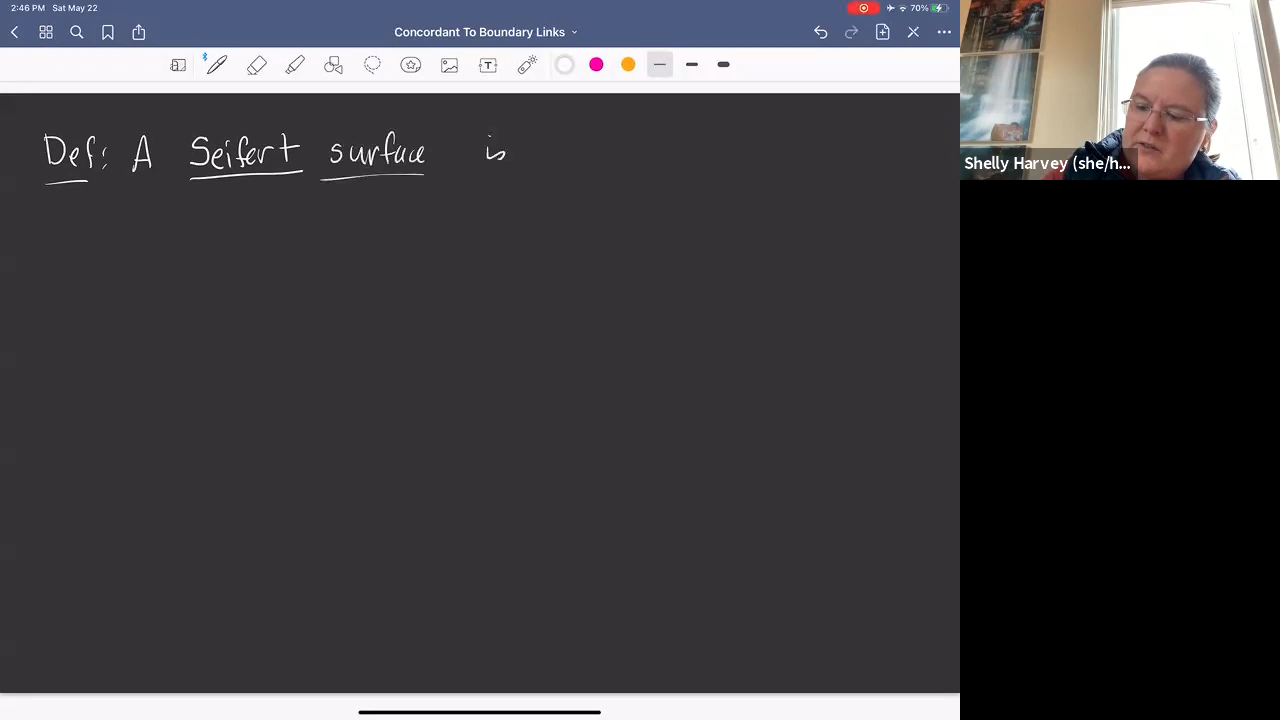 2:46 PM Sat May 22
70%
Concordant To Boundary Links
T
Def: A Seifert surface is
Shelly Harvey (she/h...